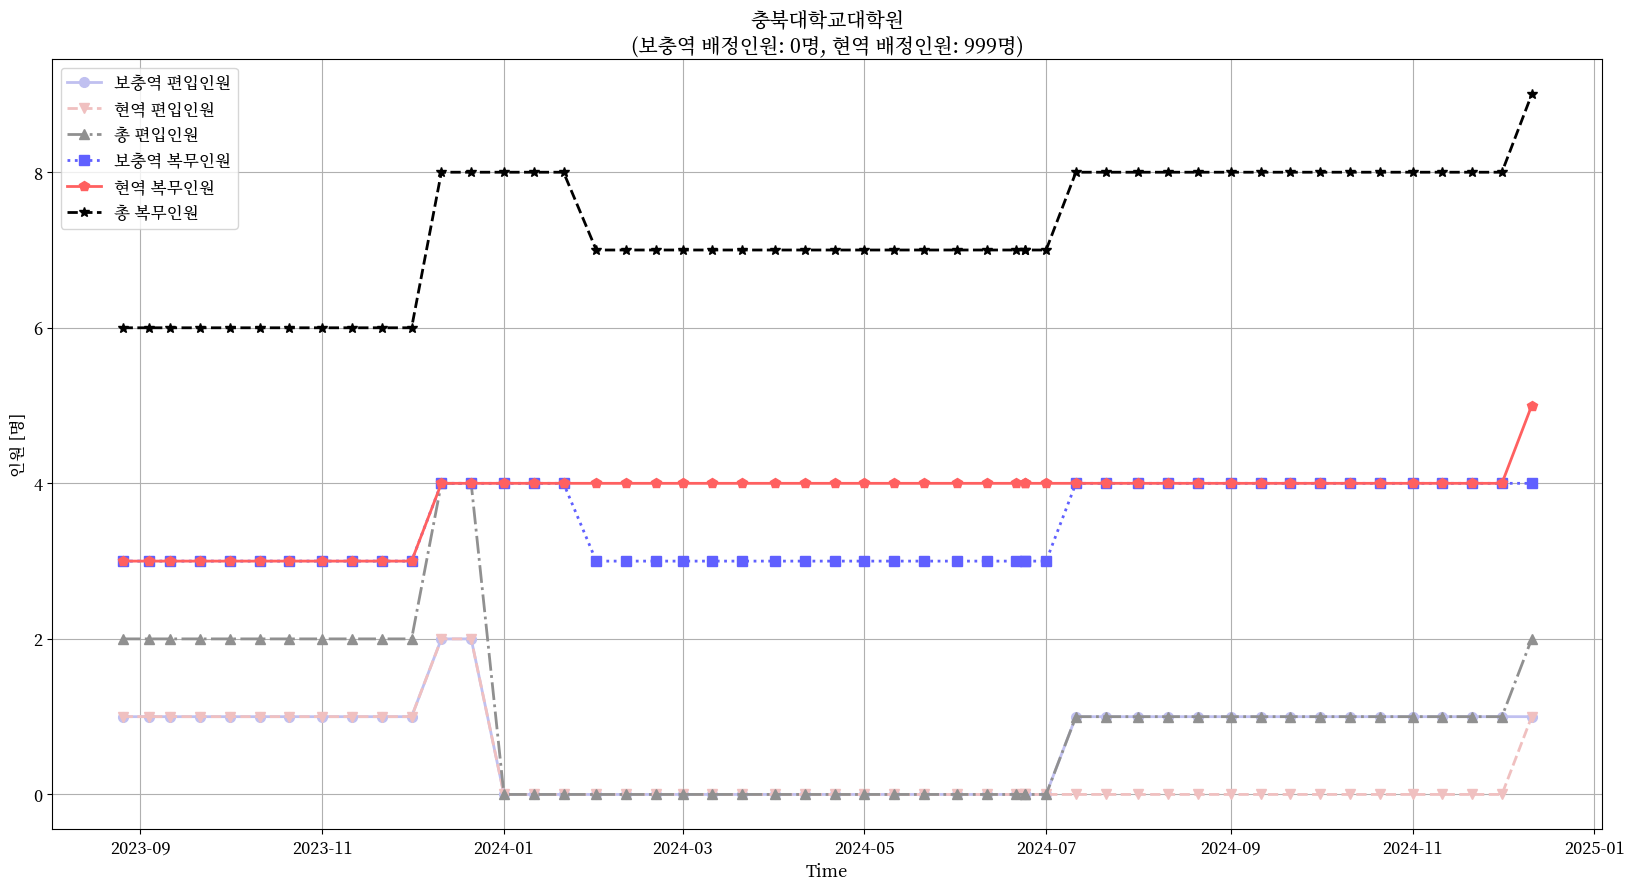 충북대학교대학원
(보충역 배정인원: 0명, 현역 배정인원: 999명)
보충역 편입인원
현역 편입인원
총 편입인원
보충역 복무인원
현역 복무인원
총 복무인원
인원 [명]
8
6
4
2
0
2023-09
2023-11
2024-01
2024-03
2024-05
2024-07
2024-09
2024-11
2025-01
Time